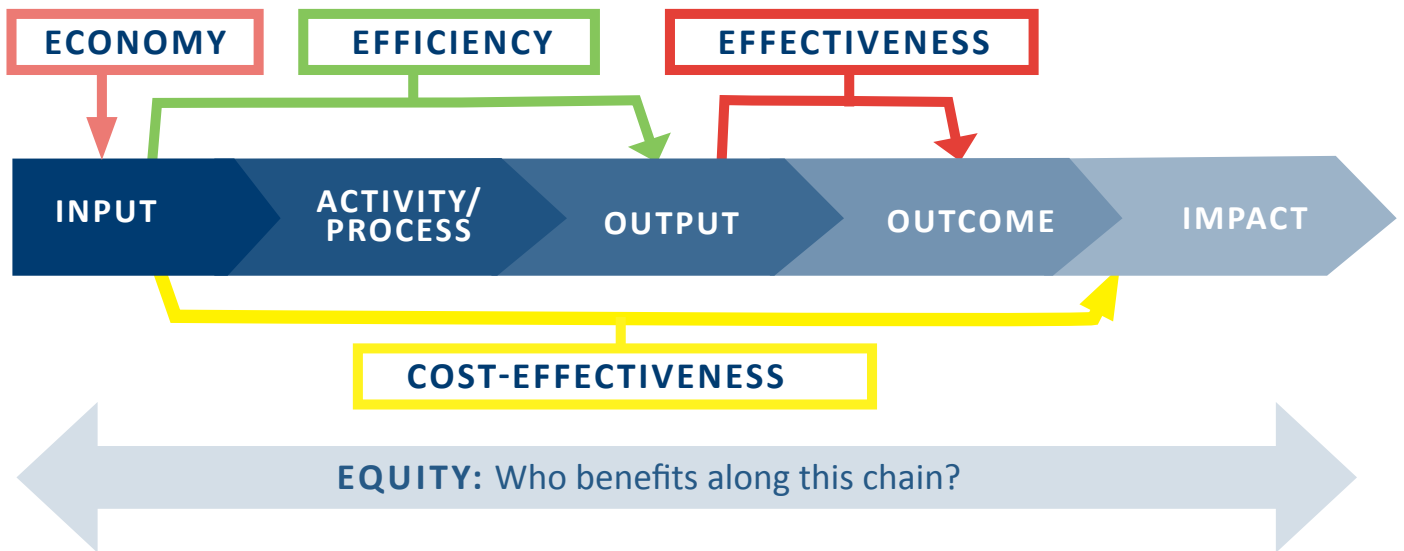 ECONOMY
EFFICIENCY
EFFECTIVENESS
INPUT
ACTIVITY/
PROCESS
OUTPUT
OUTCOME
IMPACT
COST-EFFECTIVENESS
EQUITY: Who benefits along this chain?